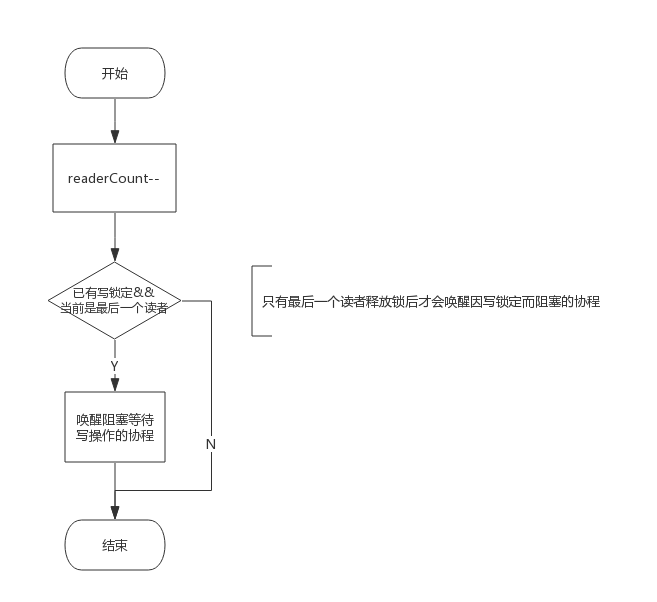 开始
readerCount--
已有写锁定&&
当前是最后一个读者
只有最后一个读者释放锁后才会唤醒因写锁定而阻塞的协程
Y
唤醒阻塞等待
写操作的协程
N
结束